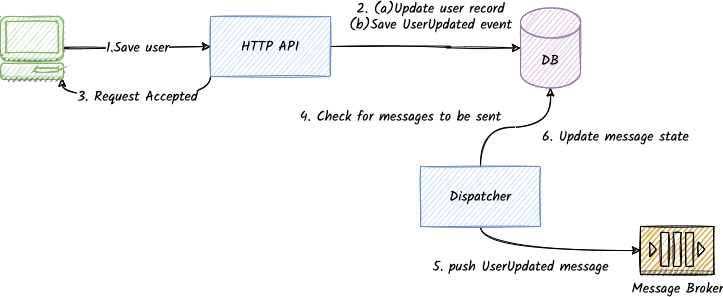 2. (a)Update user record
(b)Save UserUpdated event
1.Save user
HTTP API
DB
3. Request Accepted
4. Check for messages to be sent
6. Update message state
Dispatcher
5. push UserUpdated message
Message Broker